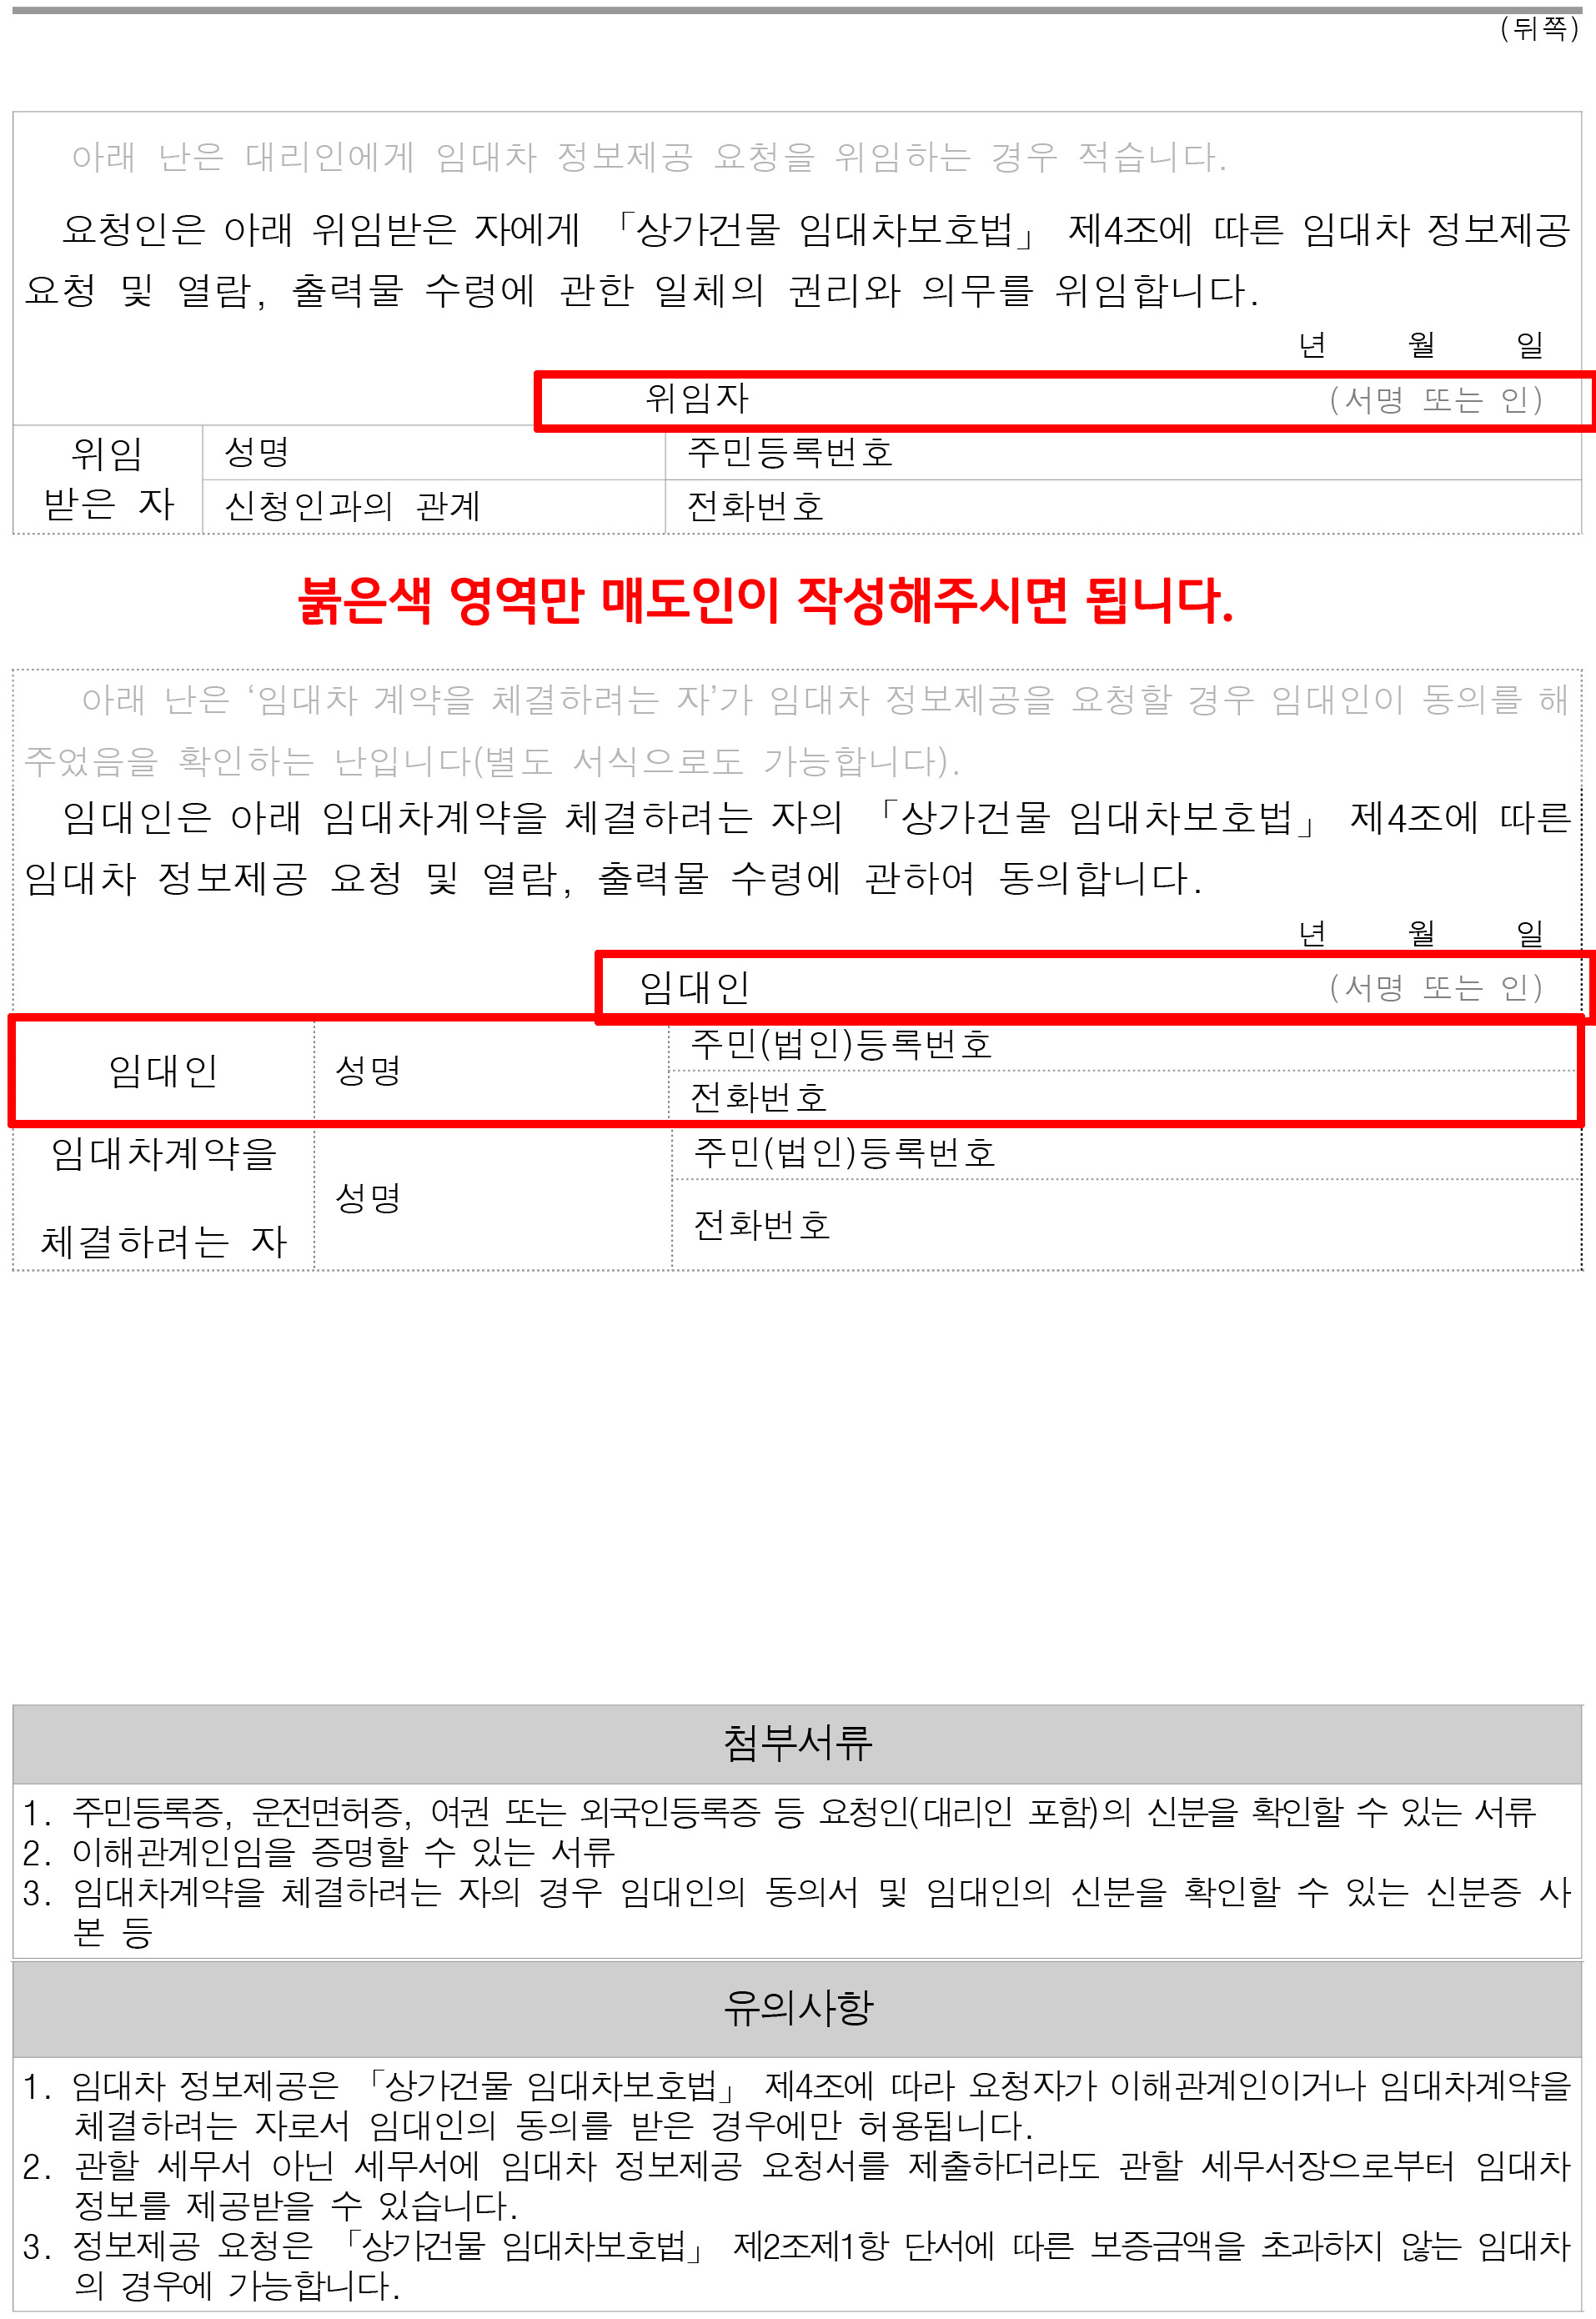 (뒤쪽)
아래 난은 대리인에게 임대차 정보제공 요청을 위임하는 경우 적습니다.
요청인은 아래 위임받은 자에게 「상가건물 임대차보호법」 제4조에 따른 임대차 정보제공
요청 및 열람, 출력물 수령에 관한 일체의 권리와 의무를 위임합니다.
년 월 일
위임자 (서명 또는 인)
위임 성명 주민등록번호
받은 자 신청인과의 관계 전화번호
붉은색 영역만 매도인이 작성해주시면 됩니다.
아래 난은 ‘임대차 계약을 체결하려는 자’가 임대차 정보제공을 요청할 경우 임대인이 동의를 해
주었음을 확인하는 난입니다(별도 서식으로도 가능합니다).
임대인은 아래 임대차계약을 체결하려는 자의 「상가건물 임대차보호법」 제4조에 따른
임대차 정보제공 요청 및 열람, 출력물 수령에 관하여 동의합니다.
년 월 일
임대인 (서명 또는 인)
주민(법인)등록번호
임대인 성명
전화번호
임대차계약을 주민(법인)등록번호
성명
체결하려는 자 전화번호
첨부서류
1. 주민등록증, 운전면허증, 여권 또는 외국인등록증 등 요청인(대리인 포함)의 신분을 확인할 수 있는 서류
2. 이해관계인임을 증명할 수 있는 서류
3. 임대차계약을 체결하려는 자의 경우 임대인의 동의서 및 임대인의 신분을 확인할 수 있는 신분증 사
본 등
유의사항
1. 임대차 정보제공은 「상가건물 임대차보호법」 제4조에 따라 요청자가 이해관계인이거나 임대차계약을
체결하려는 자로서 임대인의 동의를 받은 경우에만 허용됩니다.
2. 관할 세무서 아닌 세무서에 임대차 정보제공 요청서를 제출하더라도 관할 세무서장으로부터 임대차
정보를 제공받을 수 있습니다.
3. 정보제공 요청은 「상가건물 임대차보호법」 제2조제1항 단서에 따른 보증금액을 초과하지 않는 임대차
의 경우에 가능합니다.